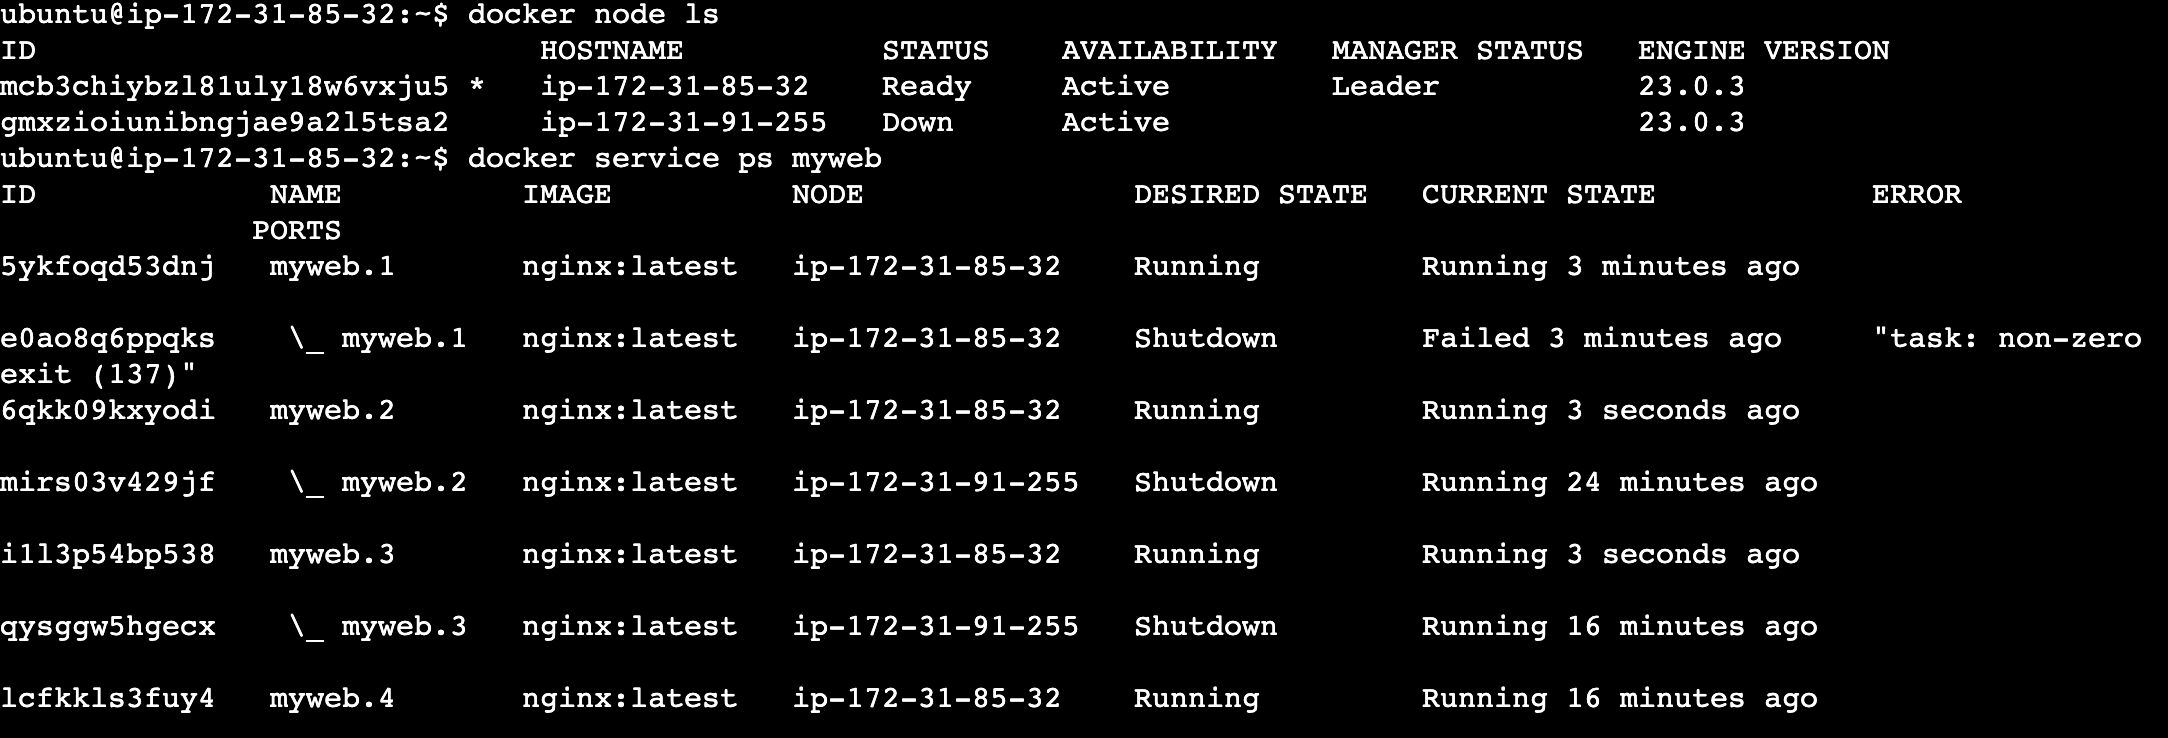 ubuntu@ip-172-31-85-32:~$ docker node ls
ID                            HOSTNAME           STATUS    AVAILABILITY   MANAGER STATUS   ENGINE VERSION
mcb3chiybzl81uly18w6vxju5 *   ip-172-31-85-32    Ready     Active         Leader           23.0.3
gmxzioiunibngjae9a2l5tsa2     ip-172-31-91-255   Down      Active                          23.0.3
ubuntu@ip-172-31-85-32:~$ docker service ps myweb
ID             NAME          IMAGE          NODE               DESIRED STATE   CURRENT STATE            ERROR
              PORTS
5ykfoqd53dnj   myweb.1       nginx:latest   ip-172-31-85-32    Running         Running 3 minutes ago
e0ao8q6ppqks    \_ myweb.1   nginx:latest   ip-172-31-85-32    Shutdown        Failed 3 minutes ago     "task: non-zero
exit (137)"
6qkk09kxyodi   myweb.2       nginx:latest   ip-172-31-85-32    Running         Running 3 seconds ago
mirs03v429jf    \_ myweb.2   nginx:latest   ip-172-31-91-255   Shutdown        Running 24 minutes ago
i1l3p54bp538   myweb.3       nginx:latest   ip-172-31-85-32    Running         Running 3 seconds ago
qysggw5hgecx    \_ myweb.3   nginx:latest   ip-172-31-91-255   Shutdown        Running 16 minutes ago
lcfkkls3fuy4   myweb.4       nginx:latest   ip-172-31-85-32    Running         Running 16 minutes ago